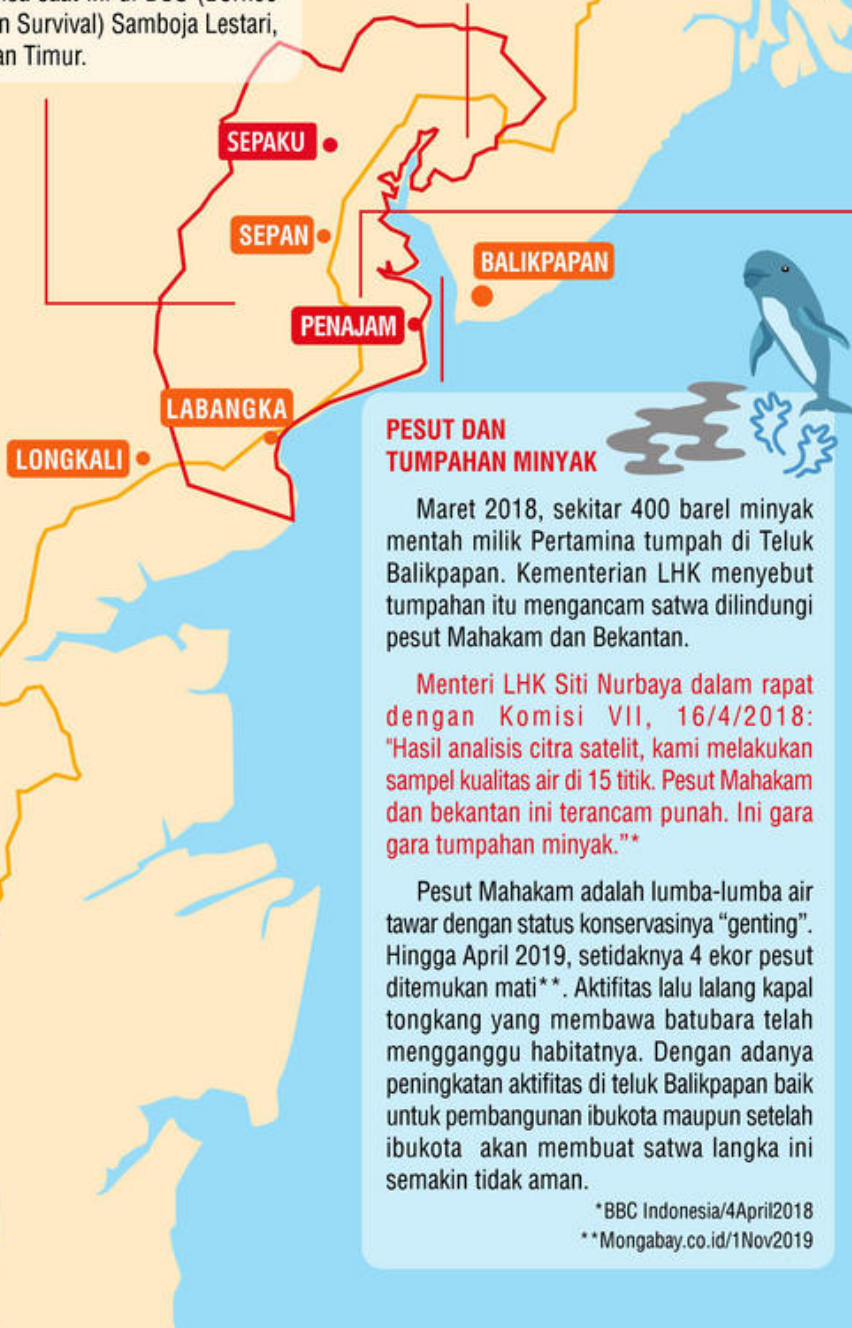 n Survival) Samboja Lestari,
an Timur.
SEPAKU
SEPAN
BALIKPAPAN
PENAJAM
LABANGKA
LONGKALI
PESUT DAN
TUMPAHAN MINYAK
Maret 2018, sekitar 400 barel minyak
mentah milik Pertamina tumpah di Teluk
Balikpapan. Kementerian LHK menyebut
tumpahan itu mengancam satwa dilindungi
pesut Mahakam dan Bekantan.
Menteri LHK Siti Nurbaya dalam rapat
dengan Komisi VII, 16/4/2018:
"Hasil analisis citra satelit, kami melakukan
sampel kualitas air di 15 titik. Pesut Mahakam
dan bekantan ini terancam punah. Ini gara
gara tumpahan minyak.”*
Pesut Mahakam adalah lumba-lumba air
tawar dengan status konservasinya “genting”.
Hingga April 2019, setidaknya 4 ekor pesut
ditemukan mati**. Aktifitas lalu lalang kapal
tongkang yang membawa batubara telah
mengganggu habitatnya. Dengan adanya
peningkatan aktifitas di teluk Balikpapan baik
untuk pembangunan ibukota maupun setelah
ibukota akan membuat satwa langka ini
semakin tidak aman.
*BBC Indonesia/4April2018
**Mongabay.co.id/1Nov2019